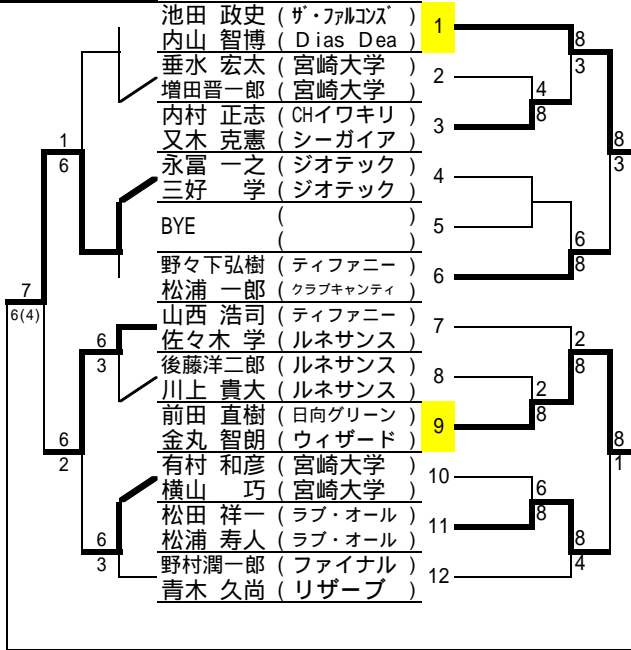 池田 政史 ( ザ・ファルコンズ ) 1
内山 智博 ( Dias Dea )
垂水 宏太 ( 宮崎大学 ) 2
増田晋一郎 ( 宮崎大学 )
内村 正志 ( CHイワキリ ) 3
又木 克憲 ( シーガイア )
永冨 一之 ( ジオテック ) 4
三好 学 ( ジオテック )
BYE ( ) 5
( )
野々下弘樹 ( ティファニー ) 6
松浦 一郎 ( クラブキャンティ )
山西 浩司 ( ティファニー ) 7
佐々木 学 ( ルネサンス )
後藤洋二郎 ( ルネサンス ) 8
川上 貴大 ( ルネサンス )
前田 直樹 ( 日向グリーン ) 9
金丸 智朗 ( ウィザード )
有村 和彦 ( 宮崎大学 ) 10
横山 巧 ( 宮崎大学 )
松田 祥一 ( ラブ・オール ) 11
松浦 寿人 ( ラブ・オール )
野村潤一郎 ( ファイナル ) 12
青木 久尚 ( リザーブ )
1
6
7
6(4)
6
3
6
2
6
3
8
3
4
8
8
3
6
8
2
8
2
8
8
1
6
8
8
4